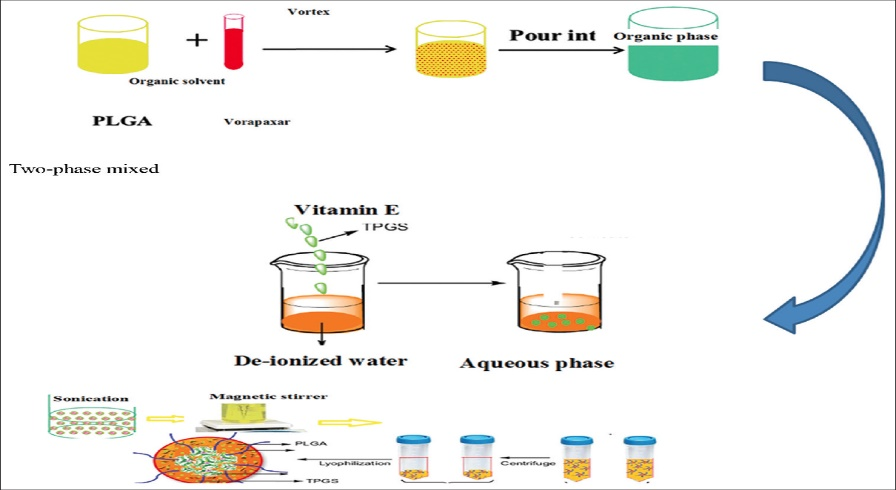 Vortex
Pour int
Organic phase
Organic solvent
PLGA
Vorapaxar
Two-phase mixed
Vitamin E
TPGS
De-ionized water
Aqueous phase
Sonication
Magnetic stirrer
PLGA
Lyophilization
Centrifuge
TPGS